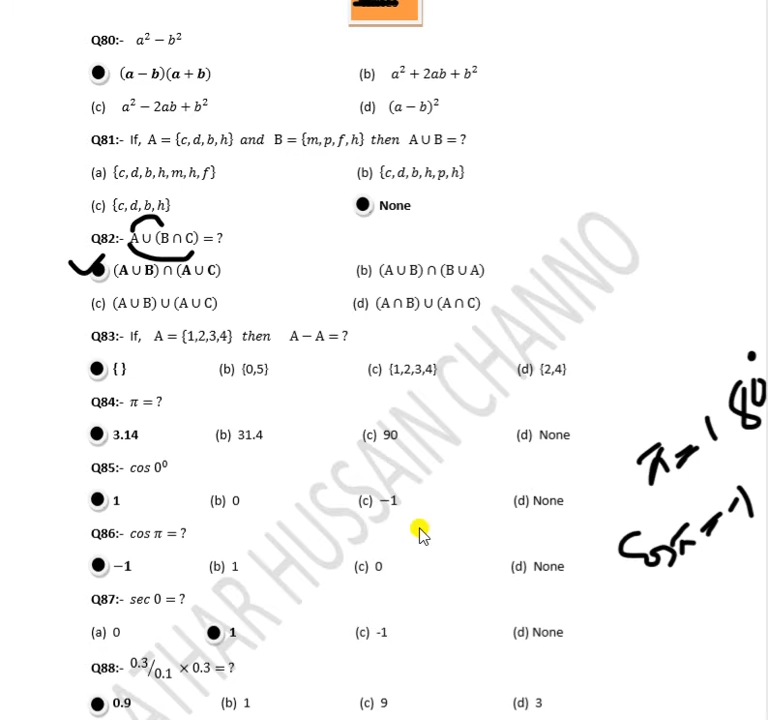 Q80:- a² − b²
(a − b)(a + b) (b) a² + 2ab + b²
(c) a² − 2ab + b² (d) (a − b)²
Q81:- If, A = {c, d, b, h} and B = {m, p, f, h} then A ∪ B = ?
(a) {c, d, b, h, m, h, f} (b) {c, d, b, h, p, h}
(c) {c, d, b, h} None
Q82:- A ∪ (B ∩ C) = ?
(A ∪ B) ∩ (A ∪ C) (b) (A ∪ B) ∩ (B ∪ A)
(c) (A ∪ B) ∪ (A ∪ C) (d) (A ∩ B) ∪ (A ∩ C)
Q83:- If, A = {1,2,3,4} then A − A = ?
{ } (b) {0,5} (c) {1,2,3,4} (d) {2,4}
Q84:- π = ?
3.14 (b) 31.4 (c) 90 (d) None
π = 180
Q85:- cos 0⁰
1 (b) 0 (c) −1 (d) None
Q86:- cos π = ?
cos π = -1
−1 (b) 1 (c) 0 (d) None
Q87:- sec 0 = ?
(a) 0 1 (c) -1 (d) None
Q88:- 0.3/0.1 × 0.3 = ?
0.9 (b) 1 (c) 9 (d) 3
ATHAR HUSSAIN CHANNO